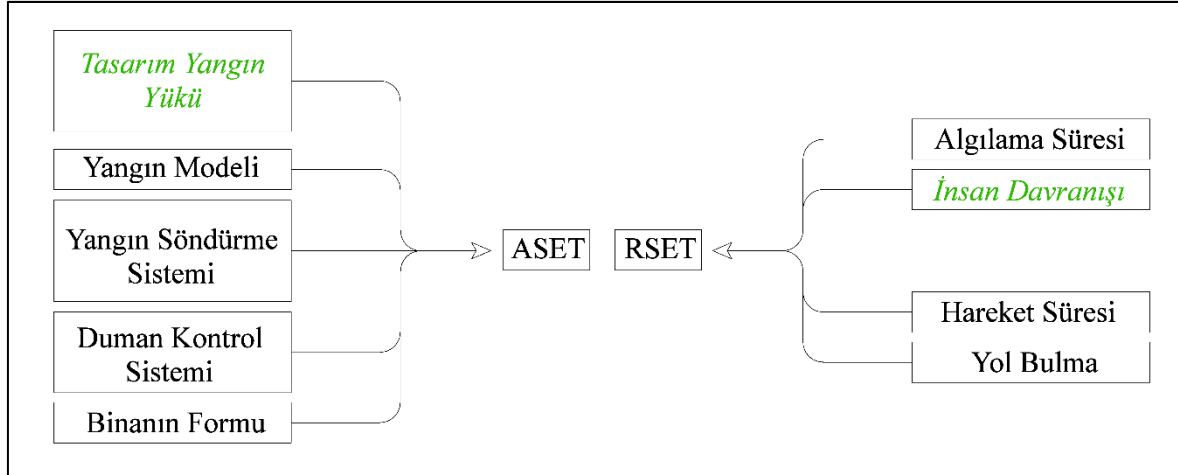 Tasarım Yangın
Yükü
Yangın Modeli
Yangın Söndürme
Sistemi
Duman Kontrol
Sistemi
Binanın Formu
ASET
RSET
Algılama Süresi
İnsan Davranışı
Hareket Süresi
Yol Bulma